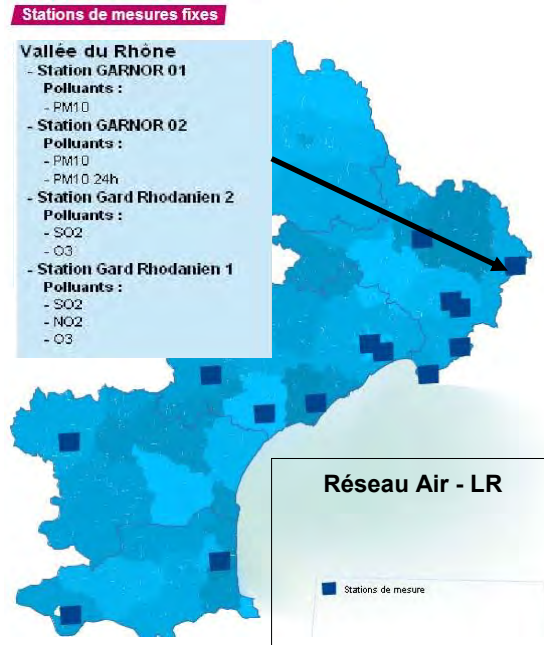 Stations de mesures fixes
Vallée du Rhône
- Station GARNOR 01
Polluants :
- PM10
- Station GARNOR 02
Polluants :
- PM10
- PM10 24h
- Station Gard Rhodanien 2
Polluants :
- SO2
- O3
- Station Gard Rhodanien 1
Polluants :
- SO2
- NO2
- O3
Réseau Air - LR
Stations de mesure